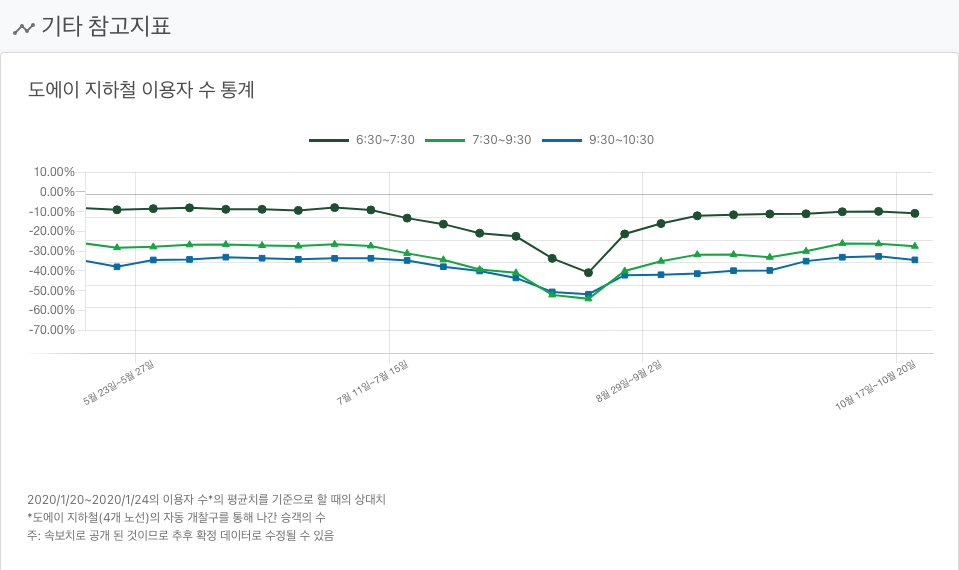 기타 참고지표
도에이 지하철 이용자 수 통계
6:30~7:30 7:30~9:30 9:30~10:30
10.00%
0.00%
-10.00%
-20.00%
-30.00%
-40.00%
-50.00%
-60.00%
-70.00%
5월 23일~5월 27일 7월 11일~7월 15일 8월 29일~9월 2일 10월 17일~10월 20일
2020/1/20~2020/1/24의 이용자 수*의 평균치를 기준으로 할 때의 상대치
*도에이 지하철(4개 노선)의 자동 개찰구를 통해 나간 승객의 수
주: 속보치로 공개 된 것이므로 추후 확정 데이터로 수정될 수 있음